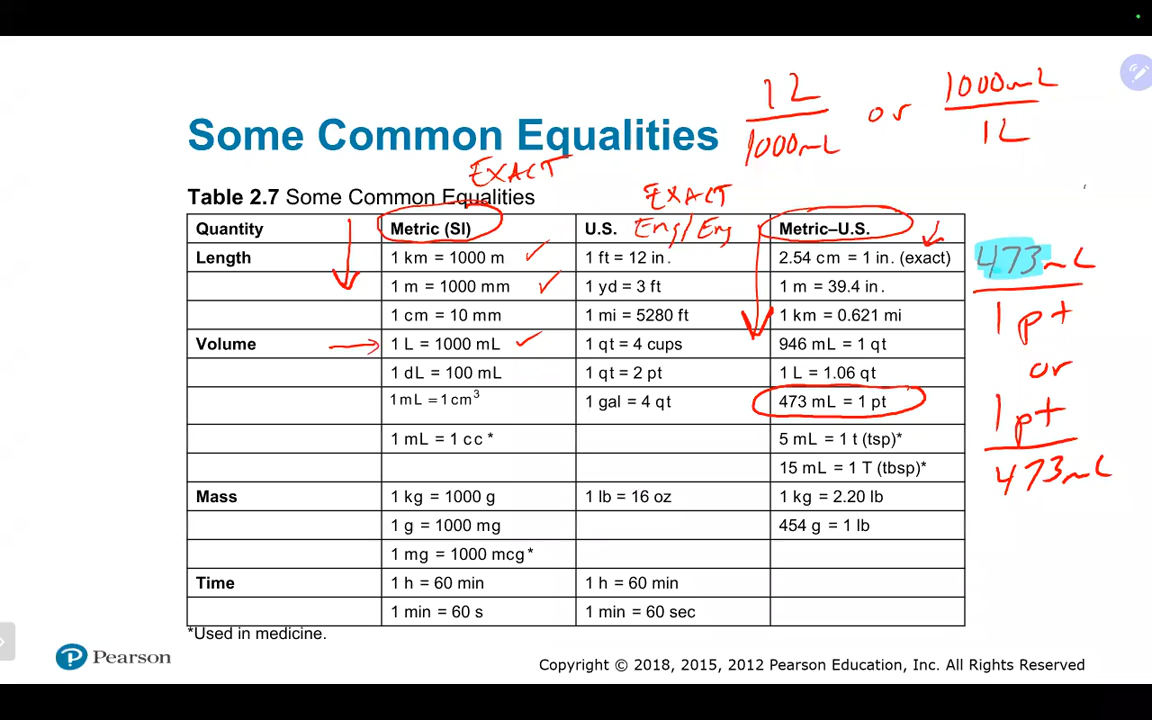 1L or 1000mL
1000mL 1L
Some Common Equalities
EXACT
Table 2.7 Some Common Equalities
EXACT
Eng/Eng
Quantity Metric (SI) U.S. Metric–U.S.
Length 1 km = 1000 m 1 ft = 12 in. 2.54 cm = 1 in. (exact)
1 m = 1000 mm 1 yd = 3 ft 1 m = 39.4 in.
1 cm = 10 mm 1 mi = 5280 ft 1 km = 0.621 mi
Volume 1 L = 1000 mL 1 qt = 4 cups 946 mL = 1 qt
1 dL = 100 mL 1 qt = 2 pt 1 L = 1.06 qt
1 mL = 1 cm³ 1 gal = 4 qt 473 mL = 1 pt
1 mL = 1 cc* 5 mL = 1 t (tsp)*
15 mL = 1 T (tbsp)*
Mass 1 kg = 1000 g 1 lb = 16 oz 1 kg = 2.20 lb
1 g = 1000 mg 454 g = 1 lb
1 mg = 1000 mcg*
Time 1 h = 60 min 1 h = 60 min
1 min = 60 s 1 min = 60 sec
*Used in medicine.
473mL
1pt
or
1pt
473mL
P Pearson
Copyright © 2018, 2015, 2012 Pearson Education, Inc. All Rights Reserved